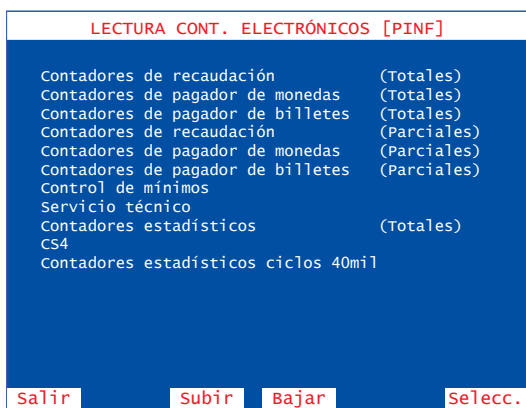 LECTURA CONT. ELECTRÓNICOS [PINF]
Contadores de recaudación (Totales)
Contadores de pagador de monedas (Totales)
Contadores de pagador de billetes (Totales)
Contadores de recaudación (Parciales)
Contadores de pagador de monedas (Parciales)
Contadores de pagador de billetes (Parciales)
Control de mínimos
Servicio técnico
Contadores estadísticos (Totales)
CS4
Contadores estadísticos ciclos 40mil
Salir Subir Bajar Selecc.